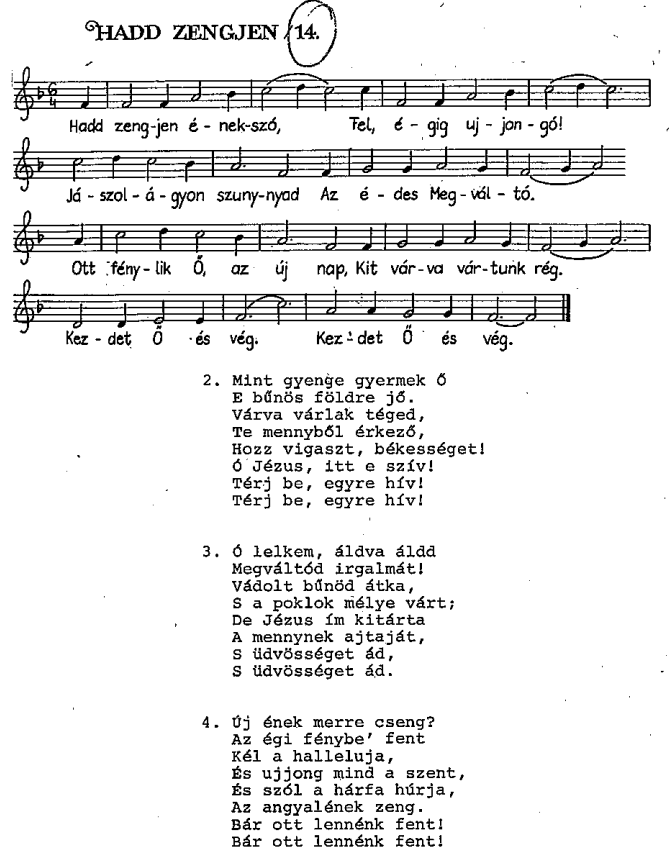 HADD ZENGJEN 14.
6
4
Hadd zeng-jen é-nek-szó, Fel, é-gig uj-jon-gó!
Já-szol-á-gyon szuny-nyad Az é-des Meg-vál-tó.
Ott fény-lik Ő, az új nap, Kit vár-va vár-tunk rég.
Kez-det Ő és vég. Kez-det Ő és vég.
2. Mint gyenge gyermek Ő
E bűnös földre jő.
Várva várlak téged,
Te mennyből érkező,
Hozz vigaszt, békességet!
Ó Jézus, itt e szív!
Térj be, egyre hív!
Térj be, egyre hív!
3. Ó lelkem, áldva áldd
Megváltód irgalmát!
Vádolt bűnöd átka,
S a poklok mélye várt;
De Jézus ím kitárta
A mennynek ajtaját,
S üdvösséget ád,
S üdvösséget ád.
4. Új ének merre cseng?
Az égi fénybe' fent
Kél a halleluja,
És ujjong mind a szent,
És szól a hárfa húrja,
Az angyalének zeng.
Bár ott lennénk fent!
Bár ott lennénk fent!